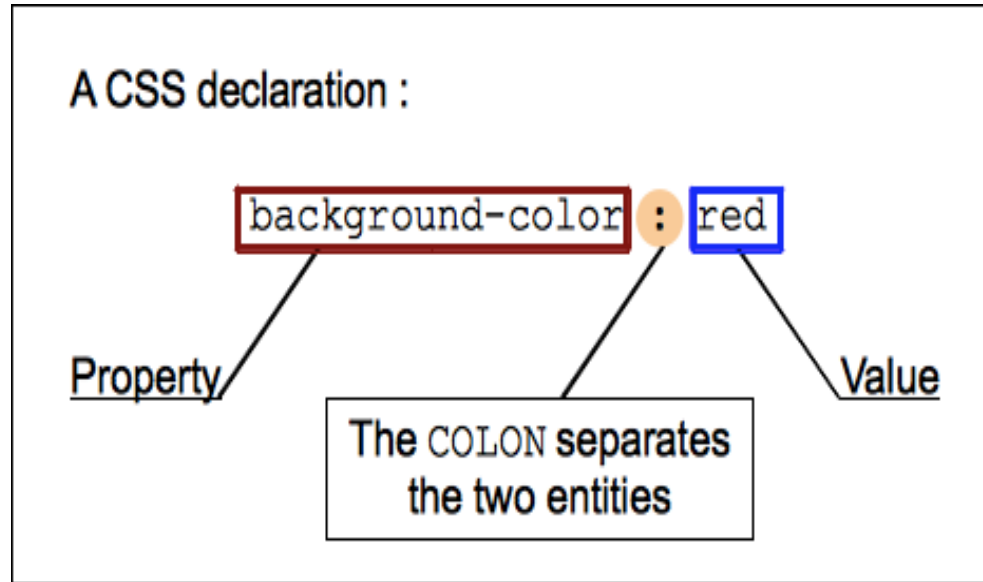 A CSS declaration :
background-color : red
Property
Value
The COLON separates
the two entities